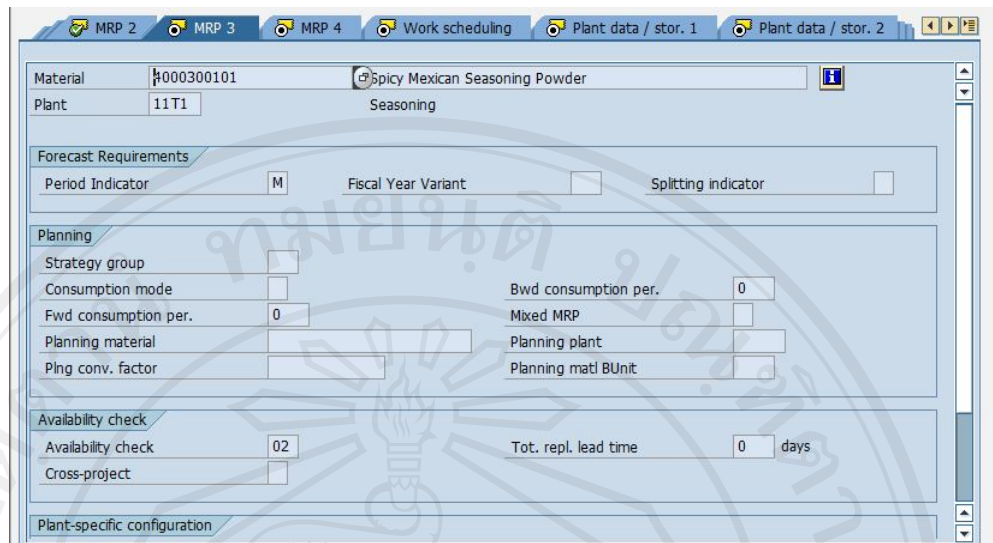 MRP 2 MRP 3 MRP 4 Work scheduling Plant data / stor. 1 Plant data / stor. 2
Material 4000300101 Spicy Mexican Seasoning Powder
Plant 11T1 Seasoning
Forecast Requirements
Period Indicator M Fiscal Year Variant Splitting indicator
Planning
Strategy group
Consumption mode Bwd consumption per. 0
Fwd consumption per. 0 Mixed MRP
Planning material Planning plant
Plng conv. factor Planning matl BUnit
Availability check
Availability check 02 Tot. repl. lead time 0 days
Cross-project
Plant-specific configuration